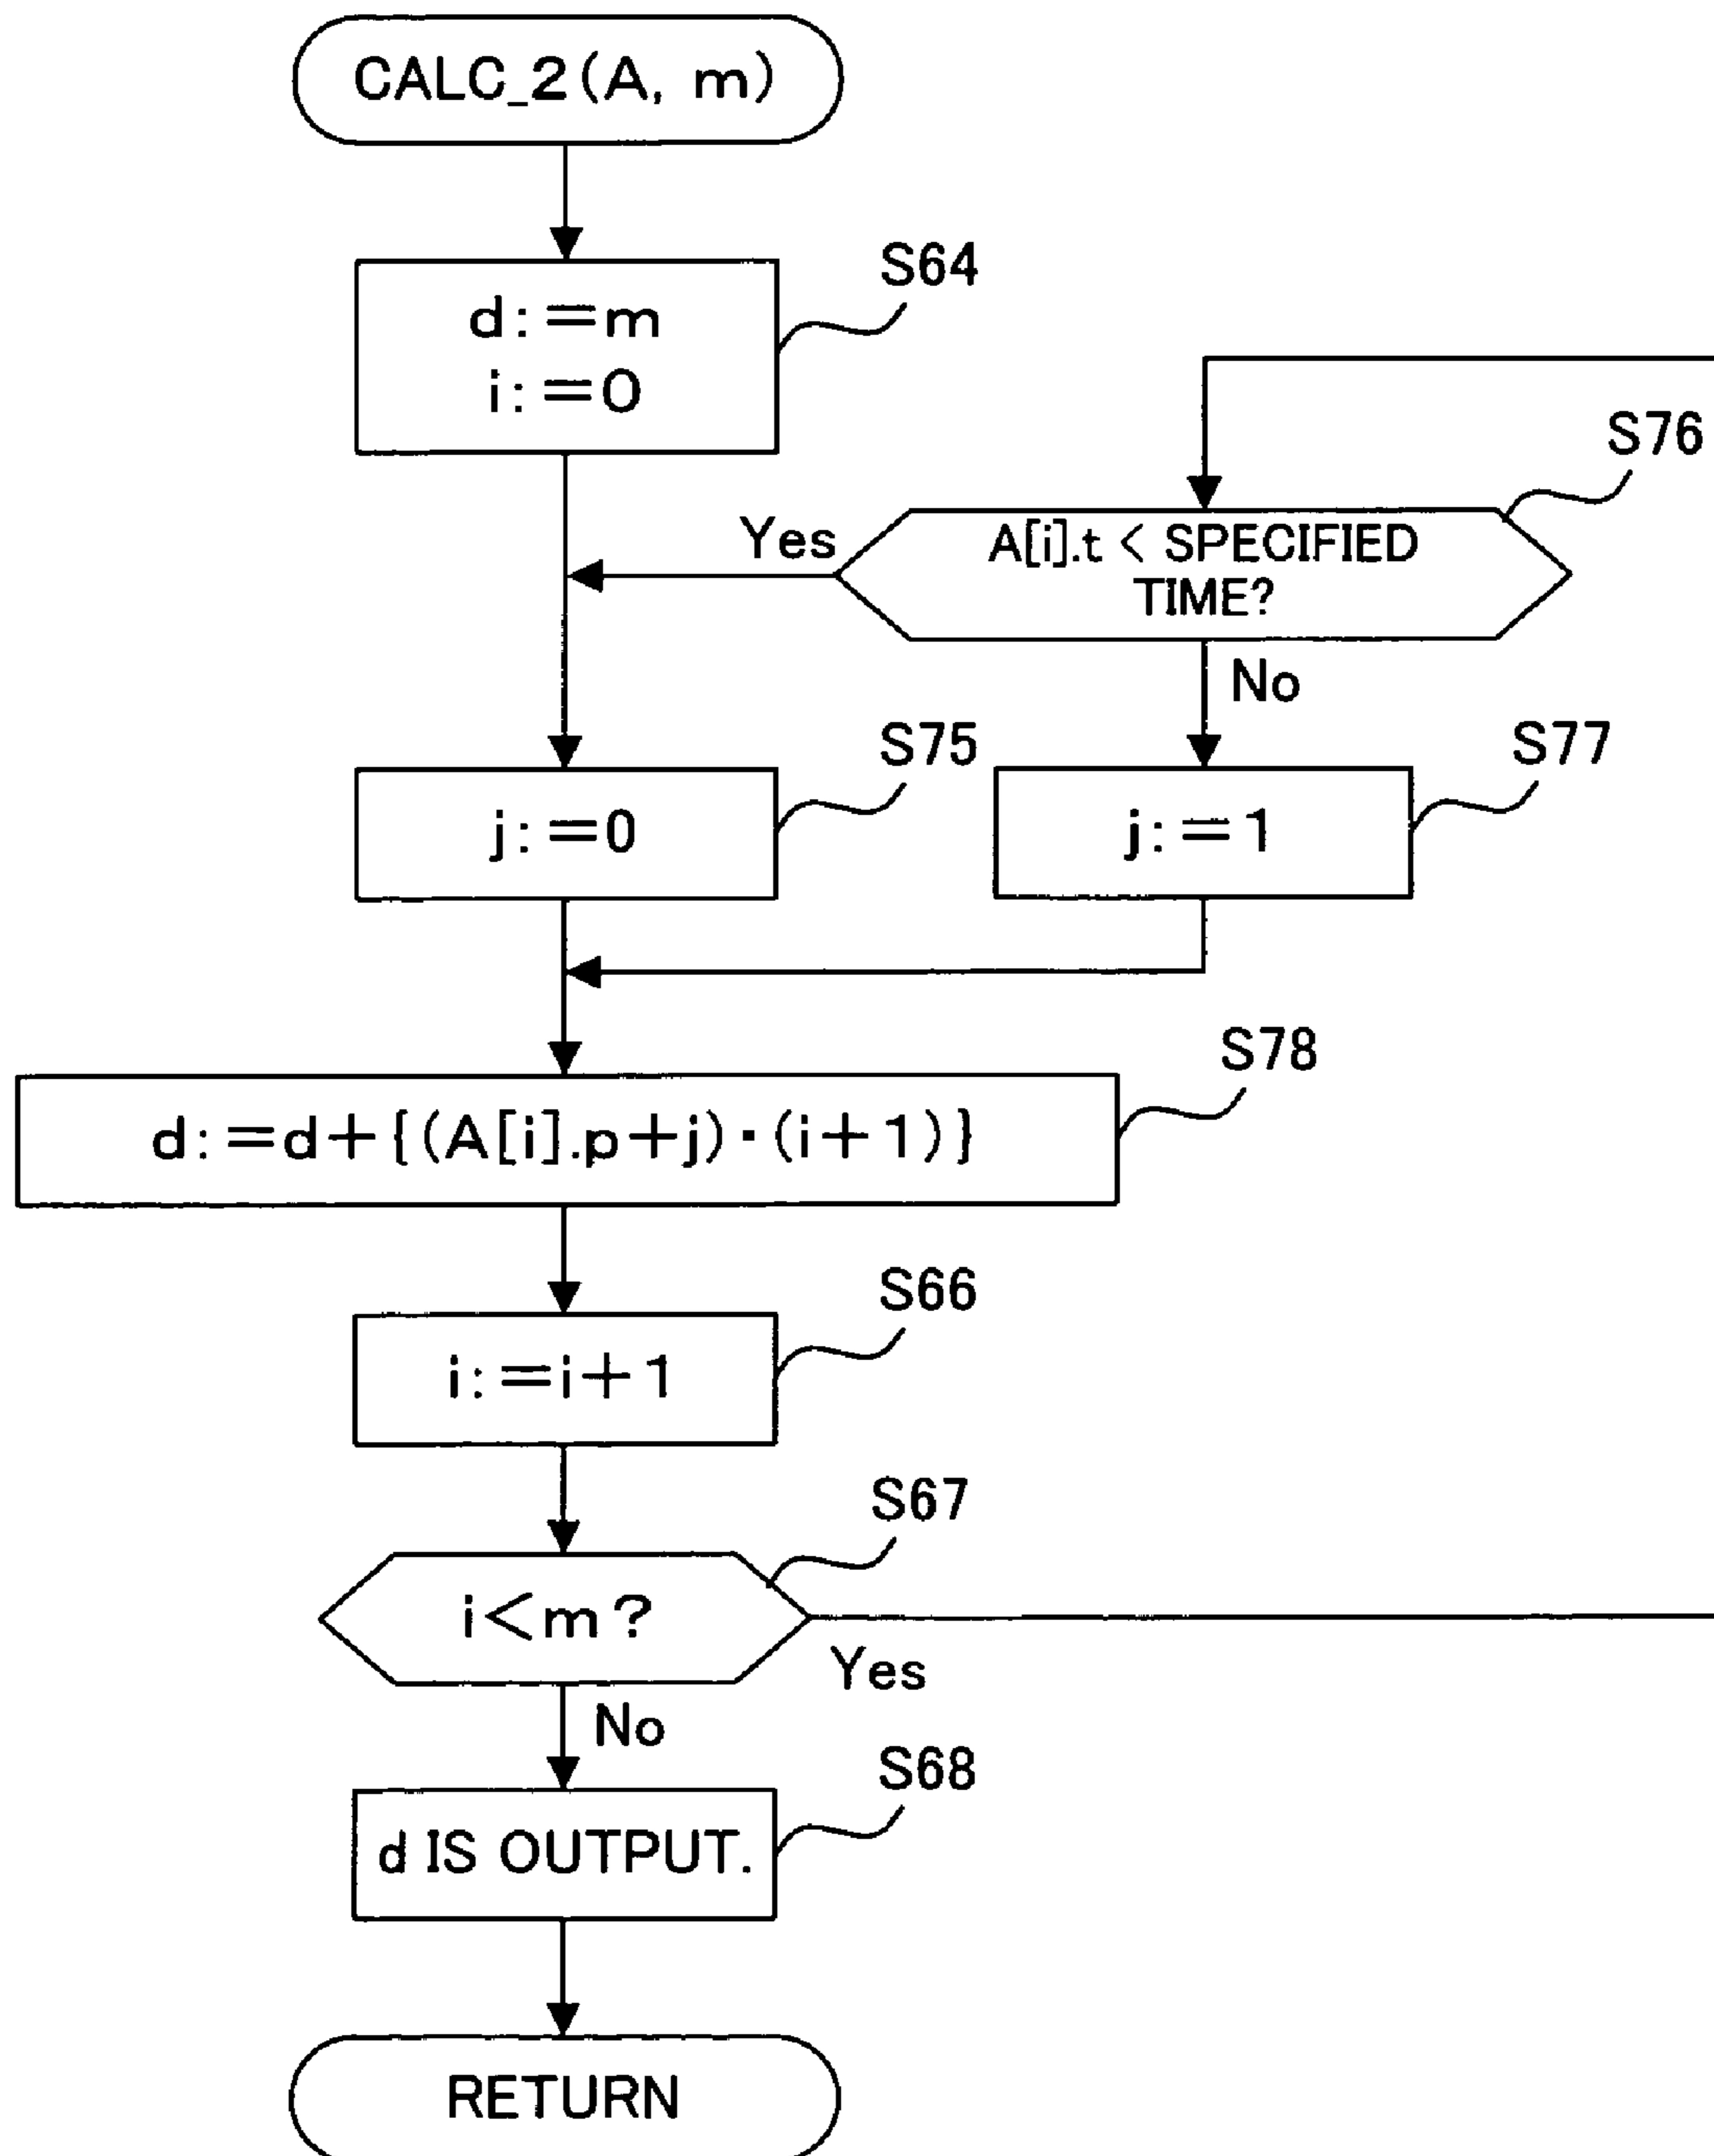 CALC_2(A, m)
S64
d:=m
i:=0
S76
A[i].t < SPECIFIED
TIME?
Yes
No
S75
j:=0
S77
j:=1
S78
d:=d+{(A[i].p+j)·(i+1)}
S66
i:=i+1
S67
i<m?
Yes
No
S68
d IS OUTPUT.
RETURN